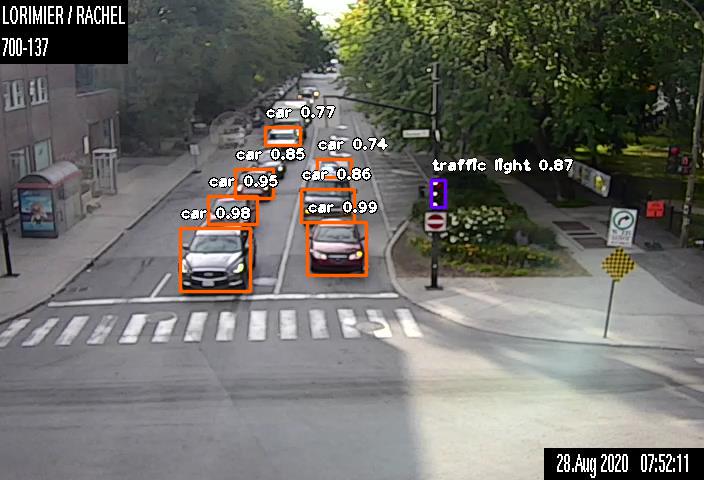 LORIMIER / RACHEL
700-137
car 0.77
car 0.74
car 0.85
traffic light 0.87
car 0.86
car 0.95
car 0.99
car 0.98
28.Aug 2020 07:52:11